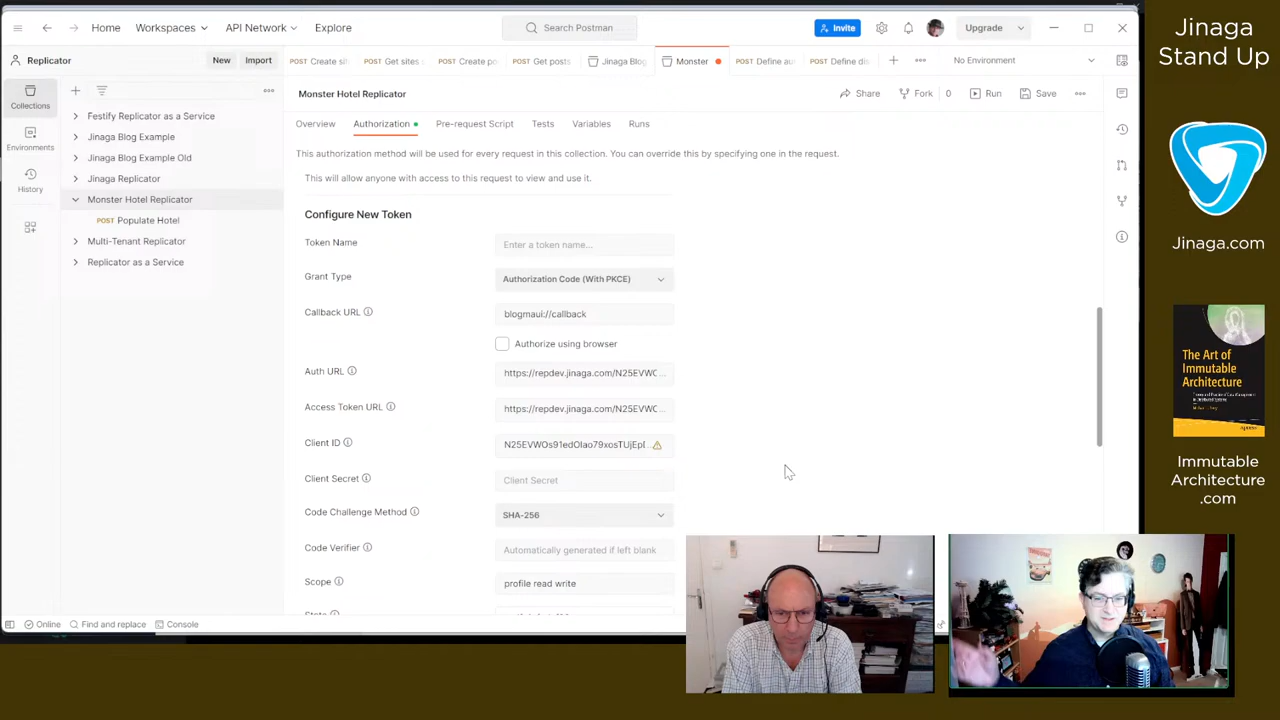 Home
Workspaces
API Network
Explore
Search Postman
Invite
Upgrade
Replicator
New
Import
Create si
Get sites
Create po
Get posts
Jinaga Blog
Monster
Define au
Define di
No Environment
Collections
Environments
History
Festify Replicator as a Service
Jinaga Blog Example
Jinaga Blog Example Old
Jinaga Replicator
Monster Hotel Replicator
POST Populate Hotel
Multi-Tenant Replicator
Replicator as a Service
Monster Hotel Replicator
Share
Fork 0
Run
Save
Overview
Authorization
Pre-request Script
Tests
Variables
Runs
This authorization method will be used for every request in this collection. You can override this by specifying one in the request.
This will allow anyone with access to this request to view and use it.
Configure New Token
Token Name
Enter a token name...
Grant Type
Authorization Code (With PKCE)
Callback URL
blogmaui://callback
Authorize using browser
Auth URL
https://repdev.jinaga.com/N25EVWC ...
Access Token URL
https://repdev.jinaga.com/N25EVWC ...
Client ID
Client Secret
Client Secret
Code Challenge Method
SHA-256
Code Verifier
Automatically generated if left blank
Scope
profile read write
Online
Find and replace
Console
Jinaga
Stand Up
Jinaga.com
The Art of
Immutable
Architecture
Apress
Immutable
Architecture
.com